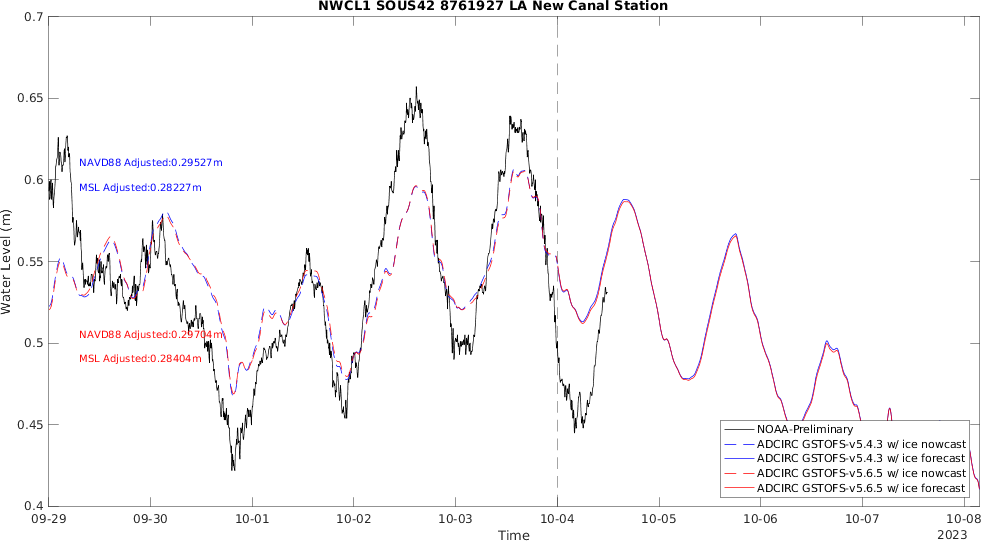 NWCL1 SOUS42 8761927 LA New Canal Station
Water Level (m)
0.7
0.65
0.6
0.55
0.5
0.45
0.4
NAVD88 Adjusted:0.29527m
MSL Adjusted:0.28227m
NAVD88 Adjusted:0.29704m
MSL Adjusted:0.28404m
NOAA-Preliminary
ADCIRC GSTOFS-v5.4.3 w/ ice nowcast
ADCIRC GSTOFS-v5.4.3 w/ ice forecast
ADCIRC GSTOFS-v5.6.5 w/ ice nowcast
ADCIRC GSTOFS-v5.6.5 w/ ice forecast
09-29 09-30 10-01 10-02 10-03 10-04 10-05 10-06 10-07 10-08
Time
2023